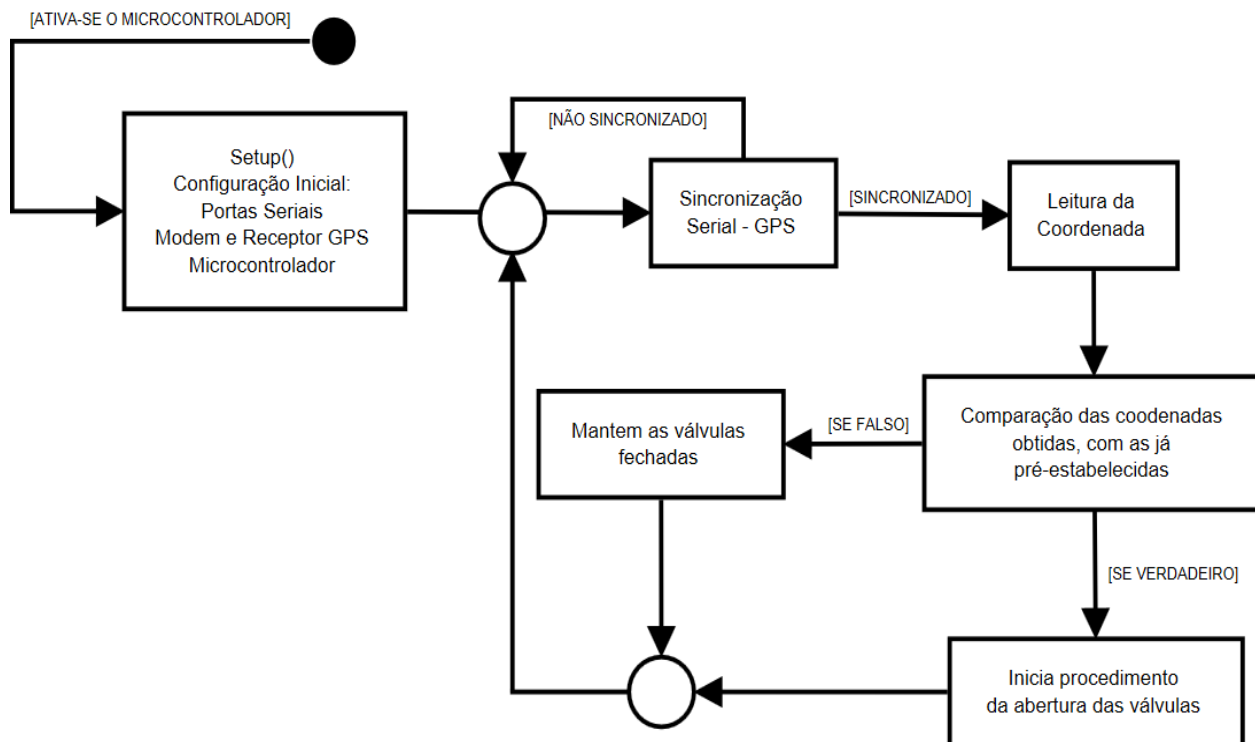 [ATIVA-SE O MICROCONTROLADOR]
Setup()
Configuração Inicial:
Portas Seriais
Modem e Receptor GPS
Microcontrolador
[NÃO SINCRONIZADO]
Sincronização
Serial - GPS
[SINCRONIZADO]
Leitura da
Coordenada
Comparação das coodenadas
obtidas, com as já
pré-estabelecidas
[SE FALSO]
Mantem as válvulas
fechadas
[SE VERDADEIRO]
Inicia procedimento
da abertura das válvulas